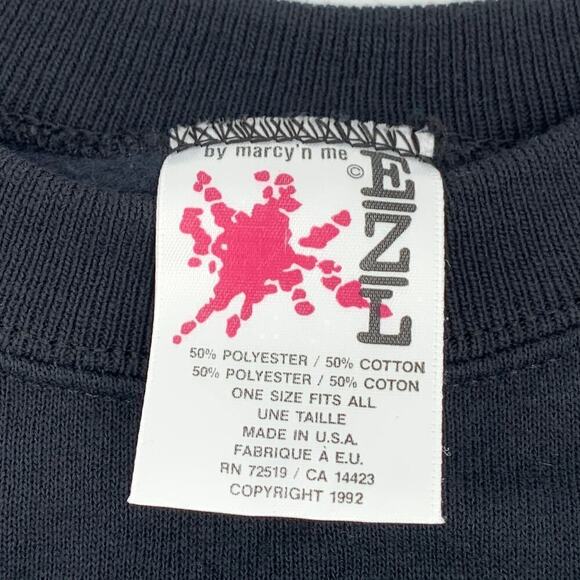 by marcy'n me
©
ENL
50% POLYESTER / 50% COTTON
50% POLYESTER / 50% COTON
ONE SIZE FITS ALL
UNE TAILLE
MADE IN U.S.A.
FABRIQUE À E.U.
RN 72519 / CA 14423
COPYRIGHT 1992